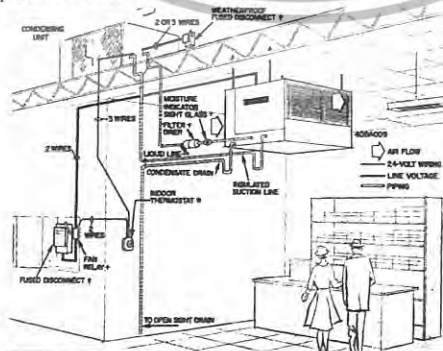 WEATHERPROOF
FUSED DISCONNECT
2 OR 3 WIRES
CONDENSING
UNIT
MOISTURE
INDICATOR
SIGHT GLASS
FILTER
DRIER
3 WIRES
LIQUID LINE
2 WIRES
CONDENSATE DRAIN
40BA009
AIR FLOW
24-VOLT WIRING
LINE VOLTAGE
PIPING
INSULATED
SUCTION LINE
INDOOR
THERMOSTAT
WIRES
FAN
RELAY
FUSED DISCONNECT
TO OPEN SIGHT DRAIN